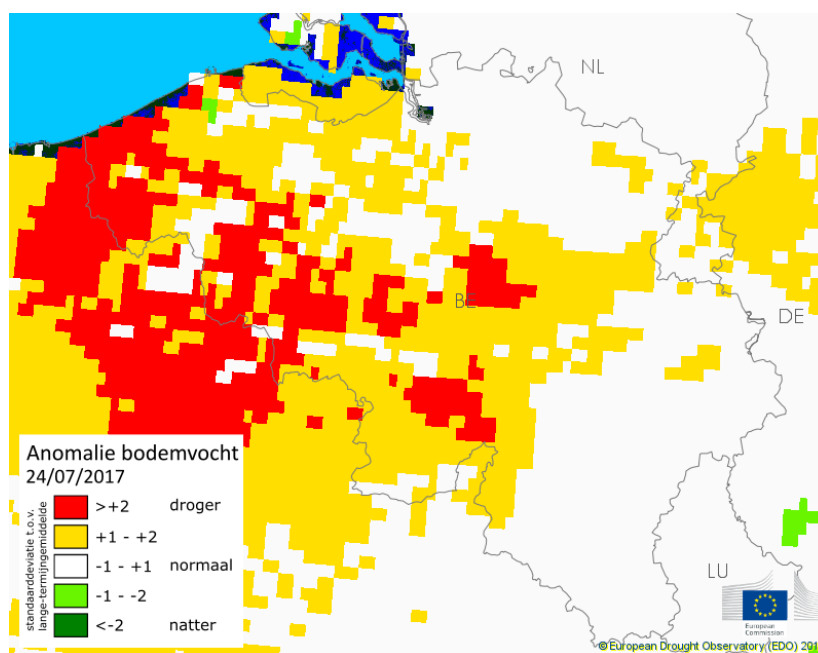 NL
BE
DE
LU
Anomalie bodemvocht
24/07/2017
standaarddeviatie t.o.v.
lange-termijngemiddelde
>+2 droger
+1 - +2
-1 - +1 normaal
-1 - -2
<-2 natter
European
Commission
© European Drought Observatory (EDO) 201